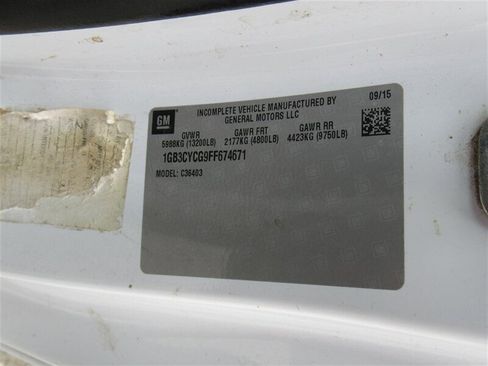 GM
INCOMPLETE VEHICLE MANUFACTURED BY
GENERAL MOTORS LLC
09/15
GVWR GAWR FRT GAWR RR
5988KG (13200LB) 2177KG (4800LB) 4423KG (9750LB)
1GB3CYCG9FF674671
MODEL: C36403